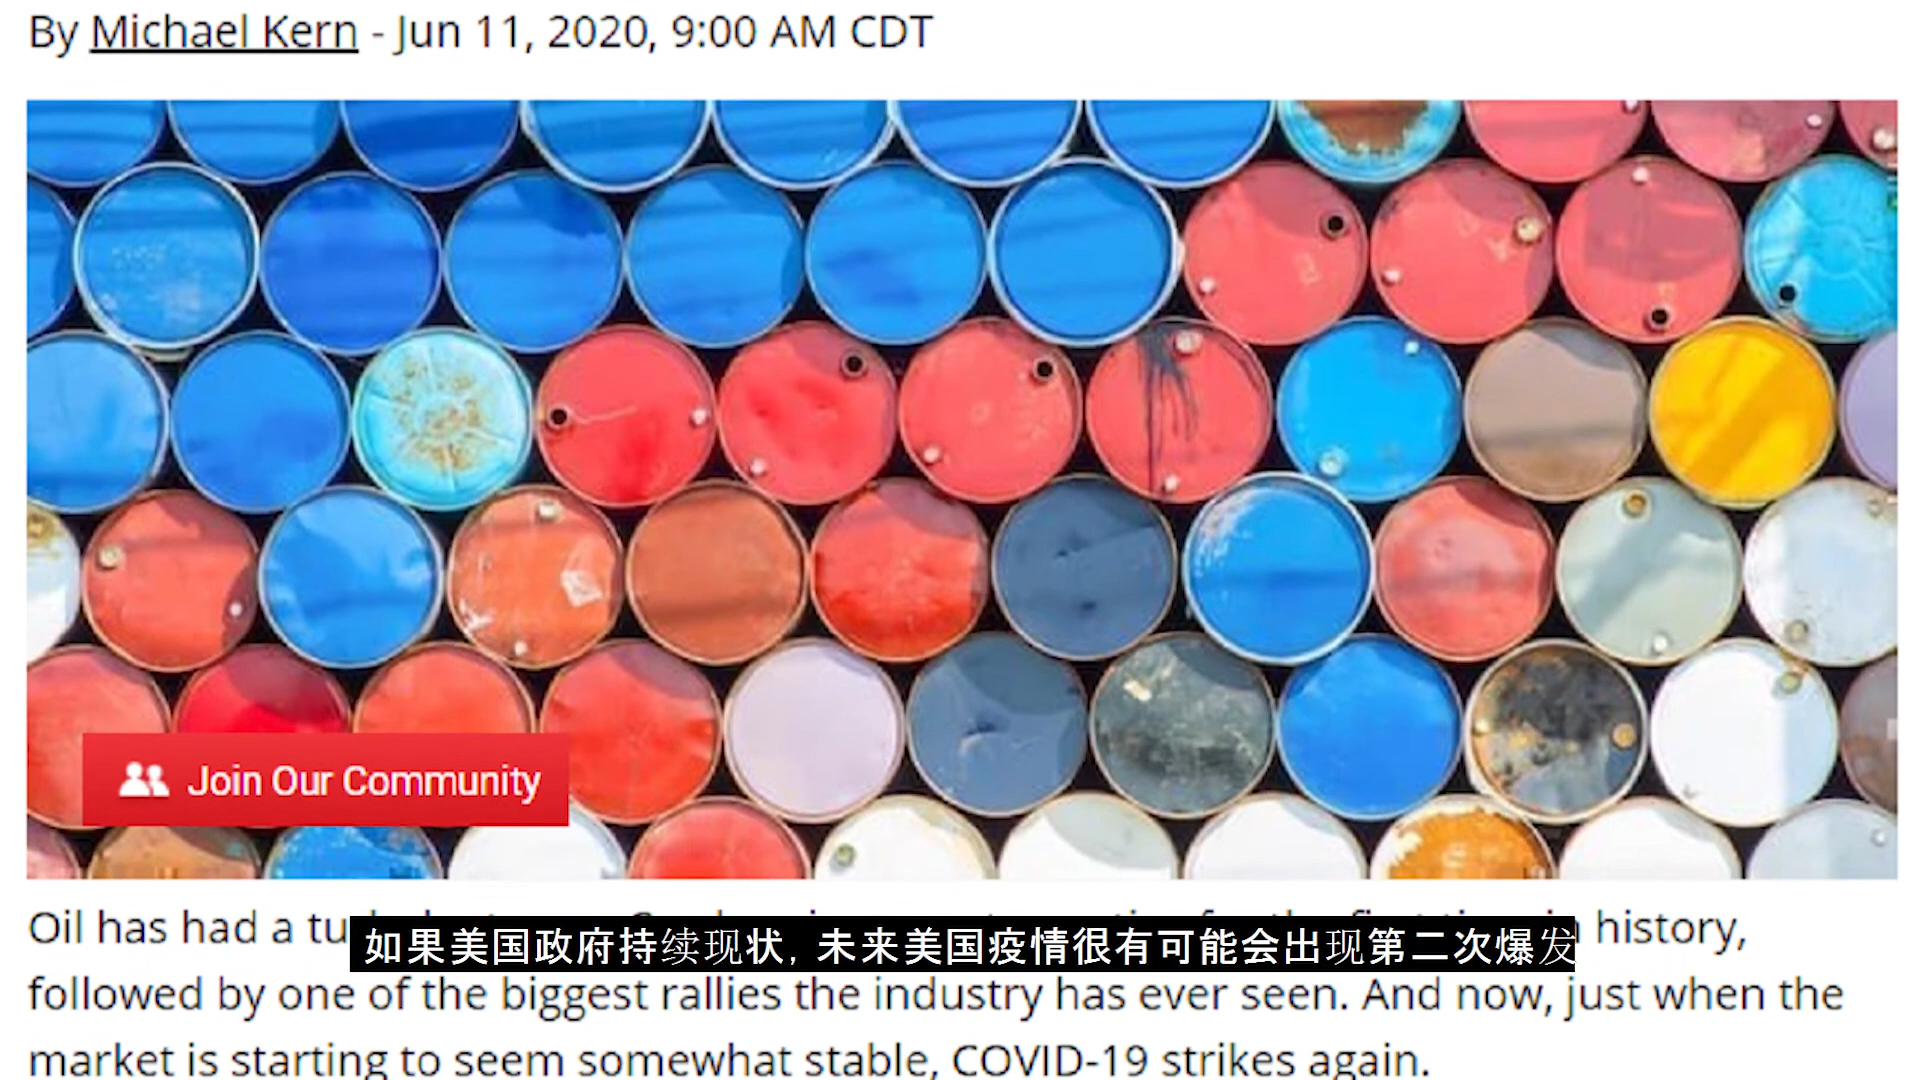 By Michael Kern - Jun 11, 2020, 9:00 AM CDT
Join Our Community
Oil has had a history,
如果美国政府持续现状,未来美国疫情很有可能会出现第二次爆发
followed by one of the biggest rallies the industry has ever seen. And now, just when the
market is starting to seem somewhat stable, COVID-19 strikes again.